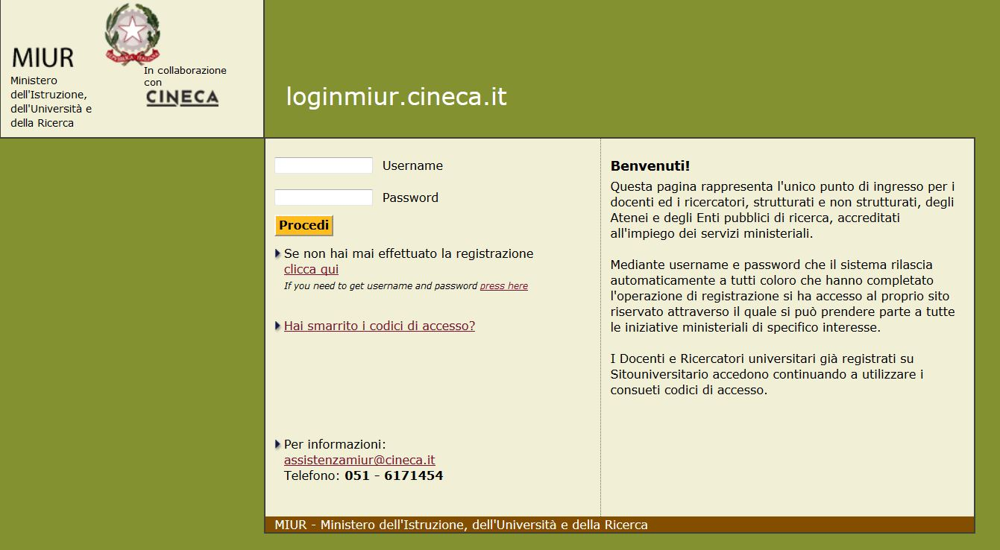 MIUR
Ministero
dell'Istruzione,
dell'Università e
della Ricerca
REPUBBLICA ITALIANA
In collaborazione
con
CINECA
loginmiur.cineca.it
Username
Password
Procedi
Se non hai mai effettuato la registrazione
clicca qui
If you need to get username and password press here
Hai smarrito i codici di accesso?
Per informazioni:
assistenzamiur@cineca.it
Telefono: 051 - 6171454
Benvenuti!
Questa pagina rappresenta l'unico punto di ingresso per i
docenti ed i ricercatori, strutturati e non strutturati, degli
Atenei e degli Enti pubblici di ricerca, accreditati
all'impiego dei servizi ministeriali.
Mediante username e password che il sistema rilascia
automaticamente a tutti coloro che hanno completato
l'operazione di registrazione si ha accesso al proprio sito
riservato attraverso il quale si può prendere parte a tutte
le iniziative ministeriali di specifico interesse.
I Docenti e Ricercatori universitari già registrati su
Sitouniversitario accedono continuando a utilizzare i
consueti codici di accesso.
MIUR - Ministero dell'Istruzione, dell'Università e della Ricerca